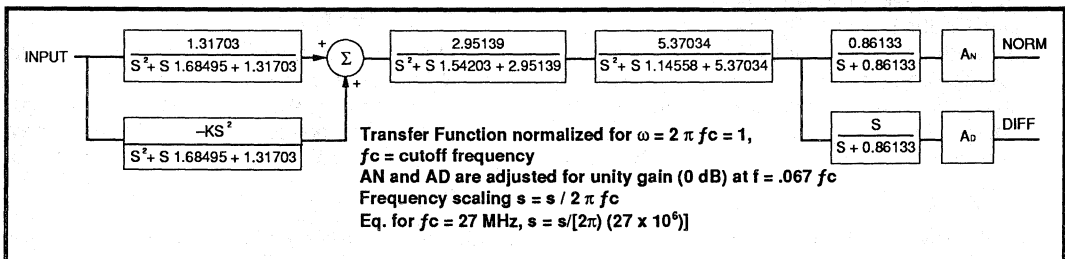 INPUT
1.31703
S² + S 1.68495 + 1.31703
+
Σ
+
2.95139
S² + S 1.54203 + 2.95139
5.37034
S² + S 1.14558 + 5.37034
0.86133
S + 0.86133
AN
NORM
–KS²
S² + S 1.68495 + 1.31703
S
S + 0.86133
AD
DIFF
Transfer Function normalized for ω = 2 π fc = 1,
fc = cutoff frequency
AN and AD are adjusted for unity gain (0 dB) at f = .067 fc
Frequency scaling s = s / 2 π fc
Eq. for fc = 27 MHz, s = s/[2π) (27 x 10⁶)]